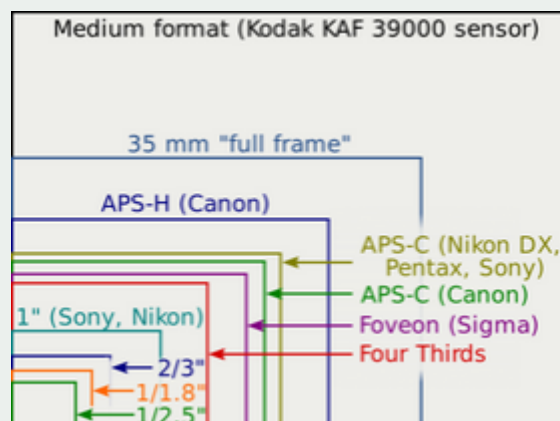 Medium format (Kodak KAF 39000 sensor)
35 mm "full frame"
APS-H (Canon)
APS-C (Nikon DX,
Pentax, Sony)
APS-C (Canon)
1" (Sony, Nikon)
Foveon (Sigma)
Four Thirds
2/3"
1/1.8"
1/2.5"